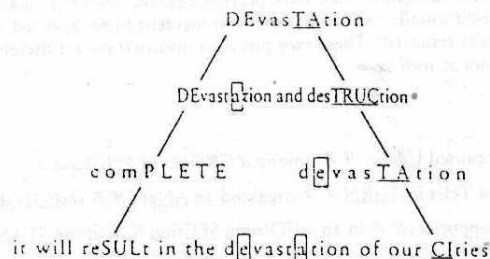 DEvasTAtion
DEvastation and desTRUCtion
comPLETE devasTAtion
it will reSULt in the devastation of our CIties